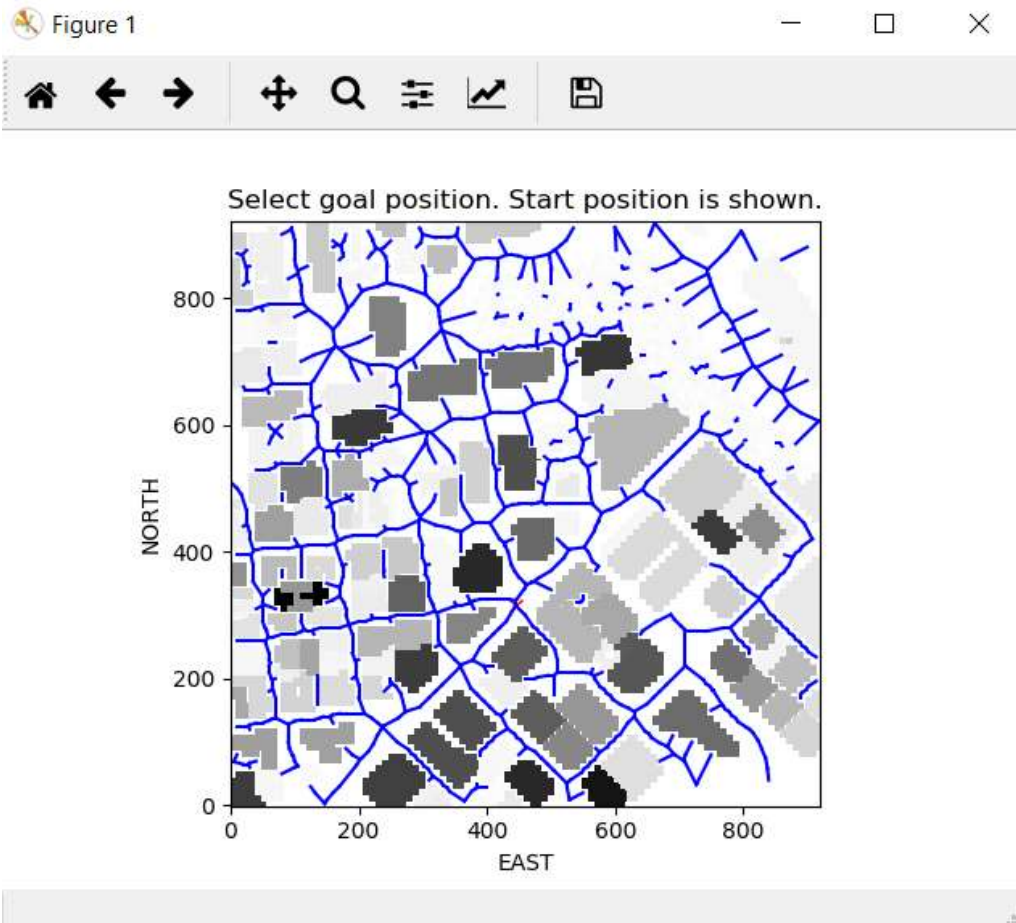 Figure 1
Select goal position. Start position is shown.
800
600
400
200
0
NORTH
0 200 400 600 800
EAST